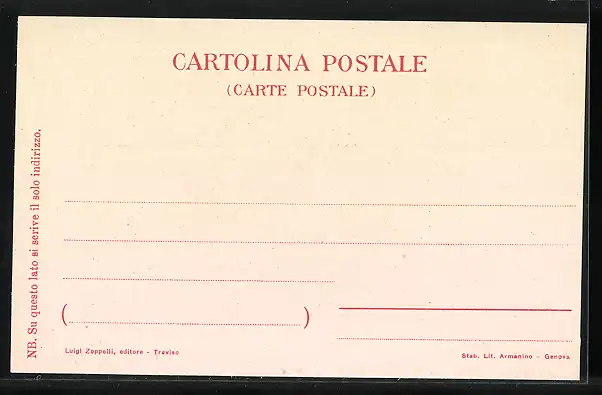 CARTOLINA POSTALE
(CARTE POSTALE)
NB. Su questo lato si scrive il solo indirizzo.
( )
Luigi Zoppelli, editore - Treviso
Stab. Lit. Armanino - Genova